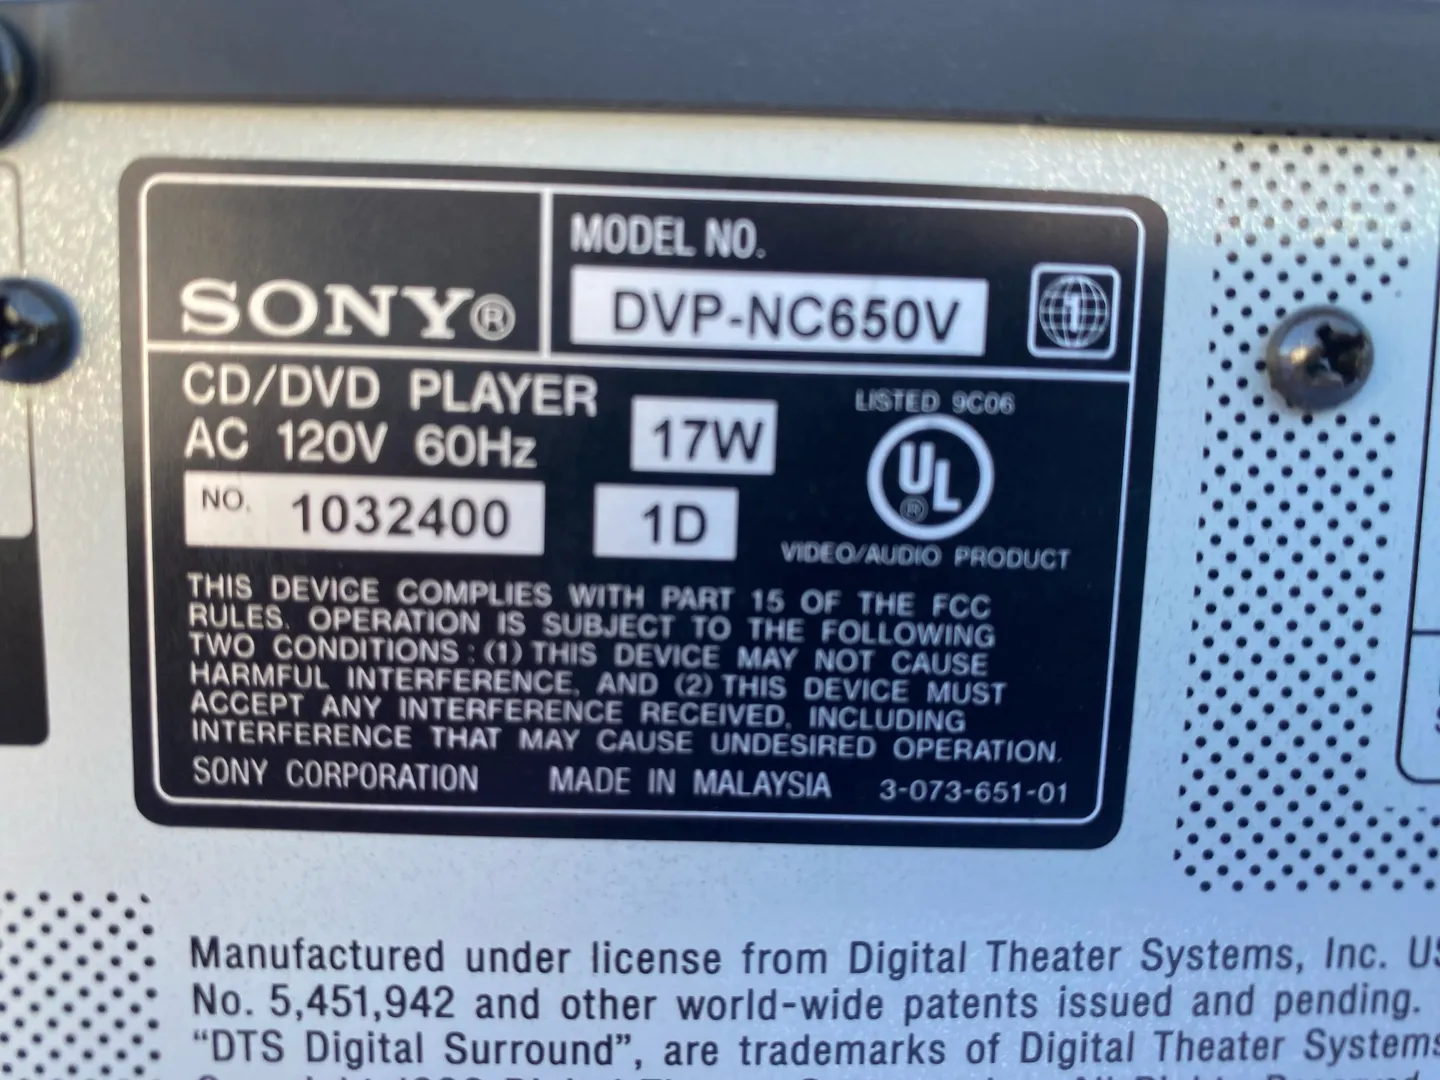 MODEL NO.
SONY®
DVP-NC650V
1
CD/DVD PLAYER
AC 120V 60Hz
17W
LISTED 9C06
UL
®
NO. 1032400
1D
VIDEO/AUDIO PRODUCT
THIS DEVICE COMPLIES WITH PART 15 OF THE FCC
RULES. OPERATION IS SUBJECT TO THE FOLLOWING
TWO CONDITIONS : (1) THIS DEVICE MAY NOT CAUSE
HARMFUL INTERFERENCE, AND (2) THIS DEVICE MUST
ACCEPT ANY INTERFERENCE RECEIVED, INCLUDING
INTERFERENCE THAT MAY CAUSE UNDESIRED OPERATION.
SONY CORPORATION MADE IN MALAYSIA 3-073-651-01
Manufactured under license from Digital Theater Systems, Inc. US
No. 5,451,942 and other world-wide patents issued and pending.
“DTS Digital Surround”, are trademarks of Digital Theater Systems